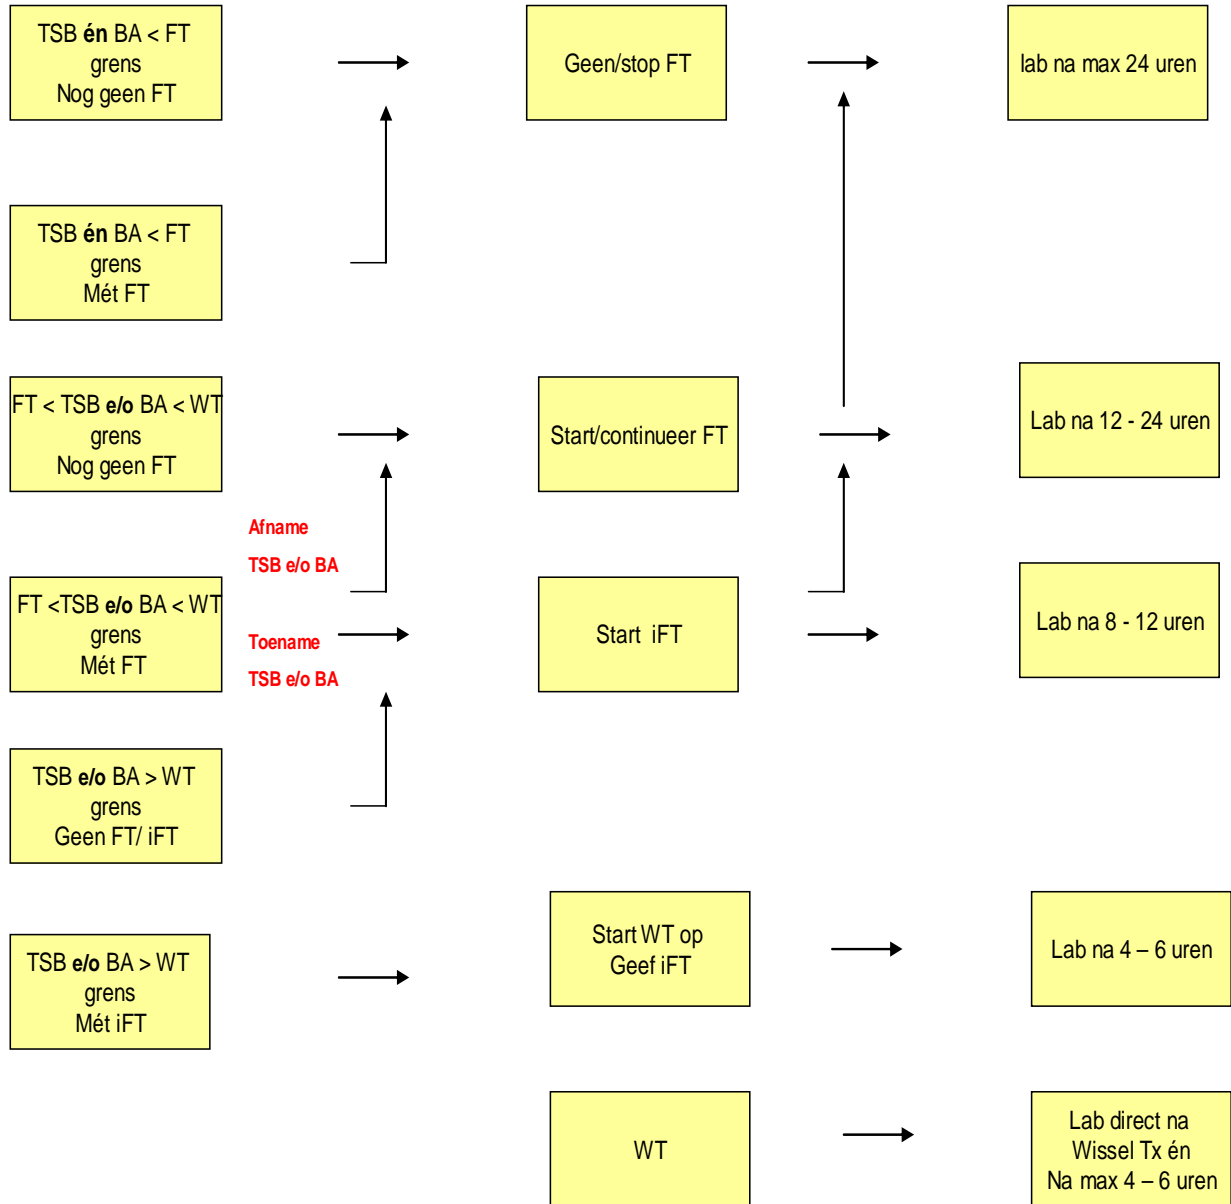 TSB én BA < FT
grens
Nog geen FT
Geen/stop FT
lab na max 24 uren
TSB én BA < FT
grens
Mét FT
FT < TSB e/o BA < WT
grens
Nog geen FT
Start/continueer FT
Lab na 12 - 24 uren
Afname
TSB e/o BA
FT <TSB e/o BA < WT
grens
Mét FT
Toename
TSB e/o BA
Start iFT
Lab na 8 - 12 uren
TSB e/o BA > WT
grens
Geen FT/ iFT
TSB e/o BA > WT
grens
Mét iFT
Start WT op
Geef iFT
Lab na 4 – 6 uren
WT
Lab direct na
Wissel Tx én
Na max 4 – 6 uren